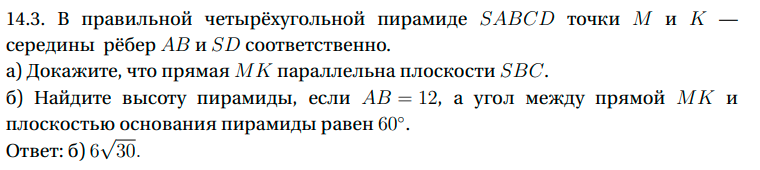 14.3. В правильной четырёхугольной пирамиде SABCD точки M и K —
середины рёбер AB и SD соответственно.
а) Докажите, что прямая MK параллельна плоскости SBC.
б) Найдите высоту пирамиды, если AB = 12, а угол между прямой MK и
плоскостью основания пирамиды равен 60°.
Ответ: б) 6√30.